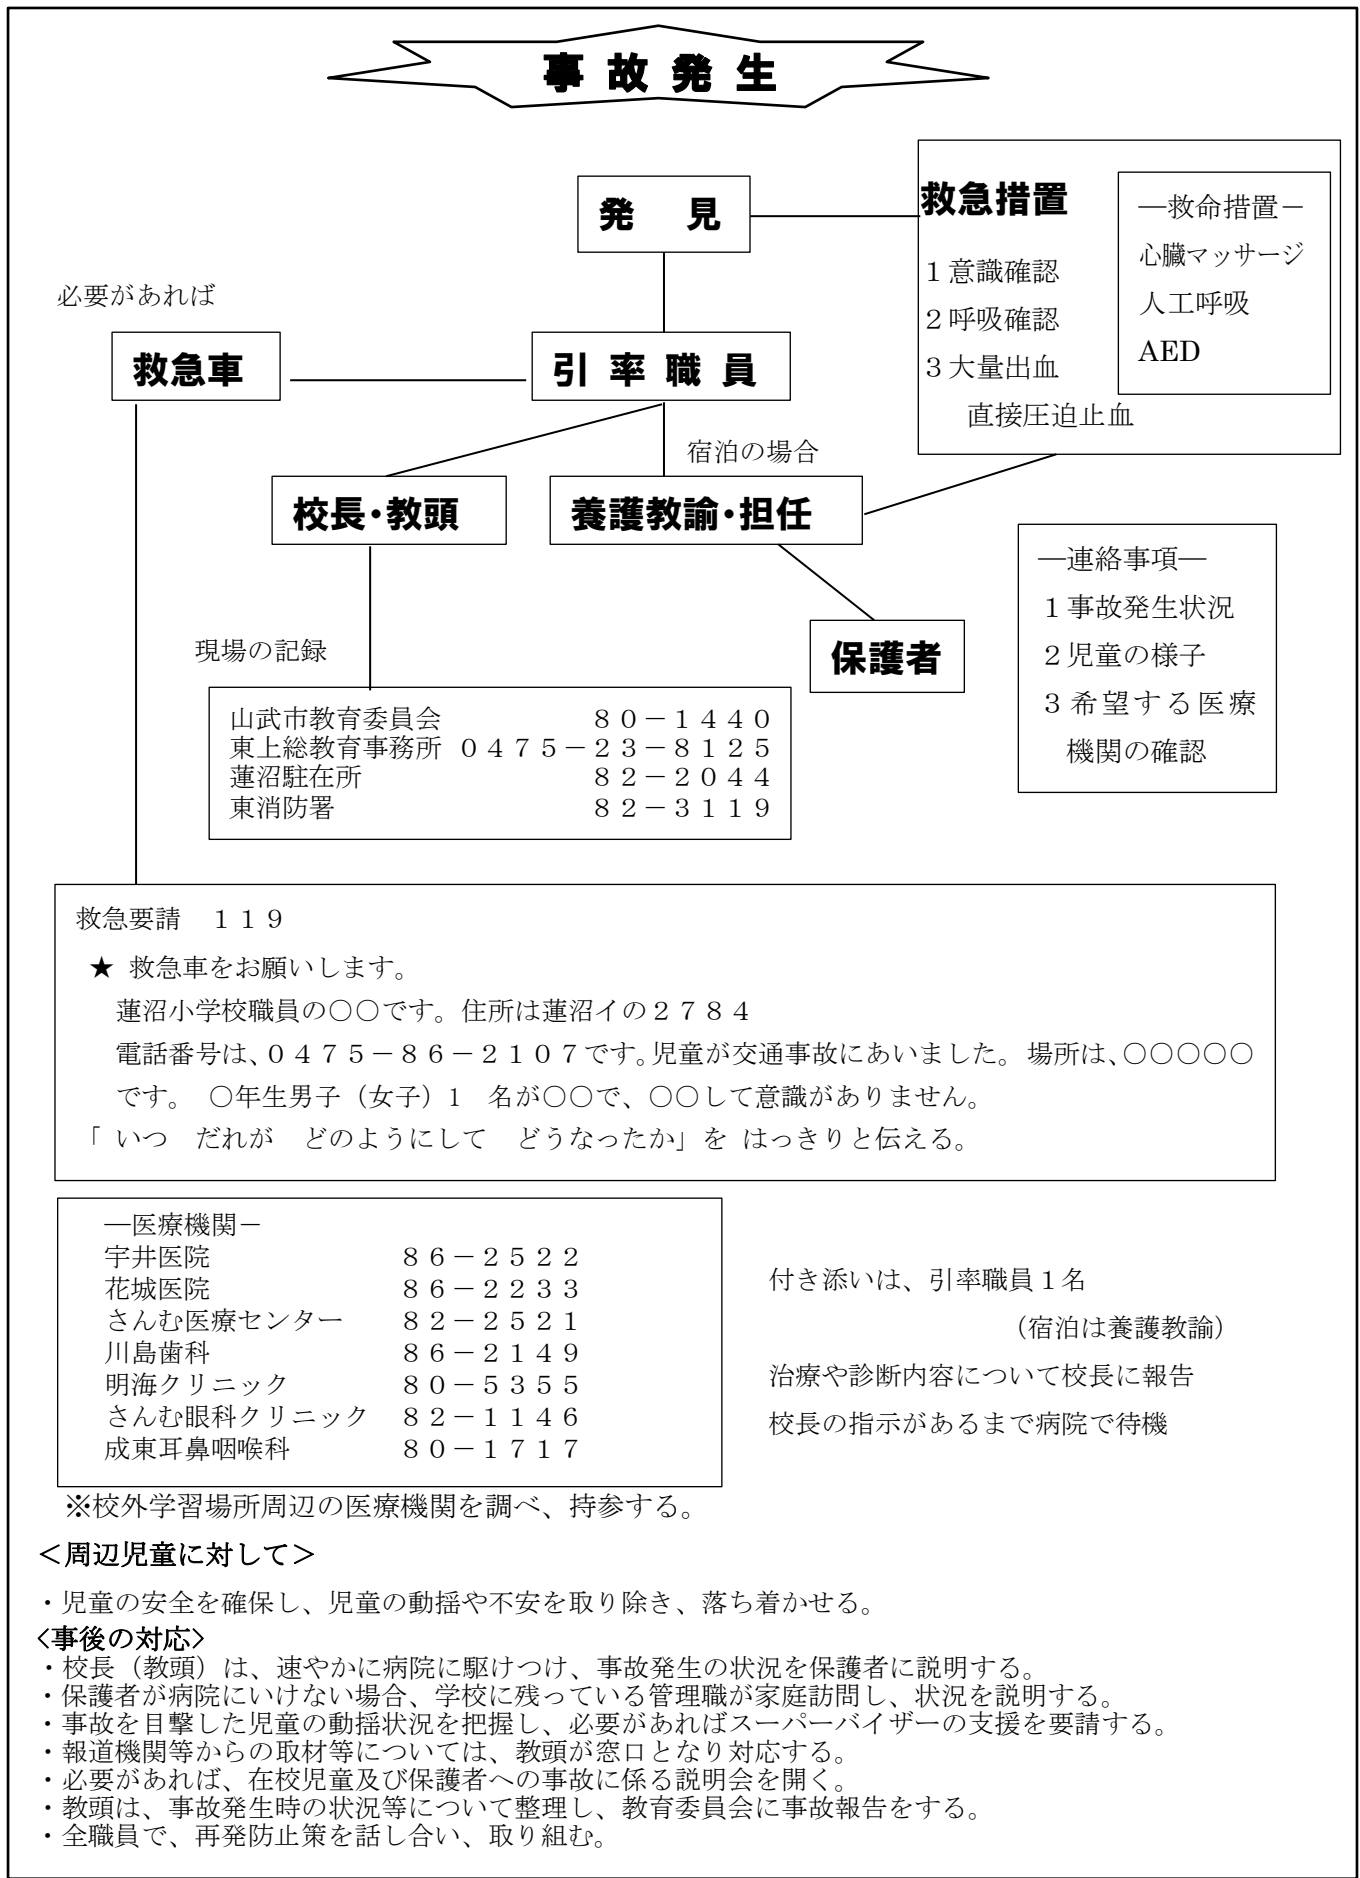 事故発生
発　見
救急措置
１意識確認
２呼吸確認
３大量出血
直接圧迫止血
―救命措置－
心臓マッサージ
人工呼吸
AED
必要があれば
救急車
引率職員
宿泊の場合
校長・教頭
養護教諭・担任
保護者
―連絡事項―
１事故発生状況
２児童の様子
３希望する医療
機関の確認
現場の記録
山武市教育委員会　８０－１４４０
東上総教育事務所　０４７５－２３－８１２５
蓮沼駐在所　８２－２０４４
東消防署　８２－３１１９
救急要請　１１９
★ 救急車をお願いします。
蓮沼小学校職員の○○です。住所は蓮沼イの２７８４
電話番号は、０４７５－８６－２１０７です。児童が交通事故にあいました。 場所は、○○○○○
です。　○年生男子（女子）1　名が○○で、○○して意識がありません。
「 いつ　だれが　どのようにして　どうなったか」を はっきりと伝える。
―医療機関－
宇井医院　８６－２５２２
花城医院　８６－２２３３
さんむ医療センター　８２－２５２１
川島歯科　８６－２１４９
明海クリニック　８０－５３５５
さんむ眼科クリニック　８２－１１４６
成東耳鼻咽喉科　８０－１７１７
付き添いは、引率職員１名
（宿泊は養護教諭）
治療や診断内容について校長に報告
校長の指示があるまで病院で待機
※校外学習場所周辺の医療機関を調べ、持参する。
＜周辺児童に対して＞
・児童の安全を確保し、児童の動揺や不安を取り除き、落ち着かせる。
<事後の対応>
・校長（教頭）は、速やかに病院に駆けつけ、事故発生の状況を保護者に説明する。
・保護者が病院にいけない場合、学校に残っている管理職が家庭訪問し、状況を説明する。
・事故を目撃した児童の動揺状況を把握し、必要があればスーパーバイザーの支援を要請する。
・報道機関等からの取材等については、教頭が窓口となり対応する。
・必要があれば、在校児童及び保護者への事故に係る説明会を開く。
・教頭は、事故発生時の状況等について整理し、教育委員会に事故報告をする。
・全職員で、再発防止策を話し合い、取り組む。